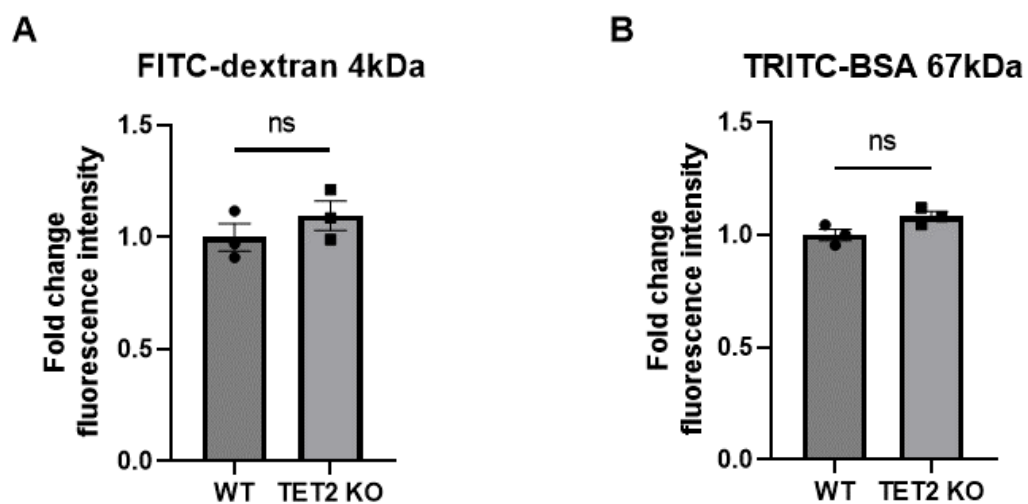 A
FITC-dextran 4kDa
Fold change
fluorescence intensity
1.5
1.0
0.5
0.0
ns
WT
TET2 KO
B
TRITC-BSA 67kDa
Fold change
fluorescence intensity
1.5
1.0
0.5
0.0
ns
WT
TET2 KO